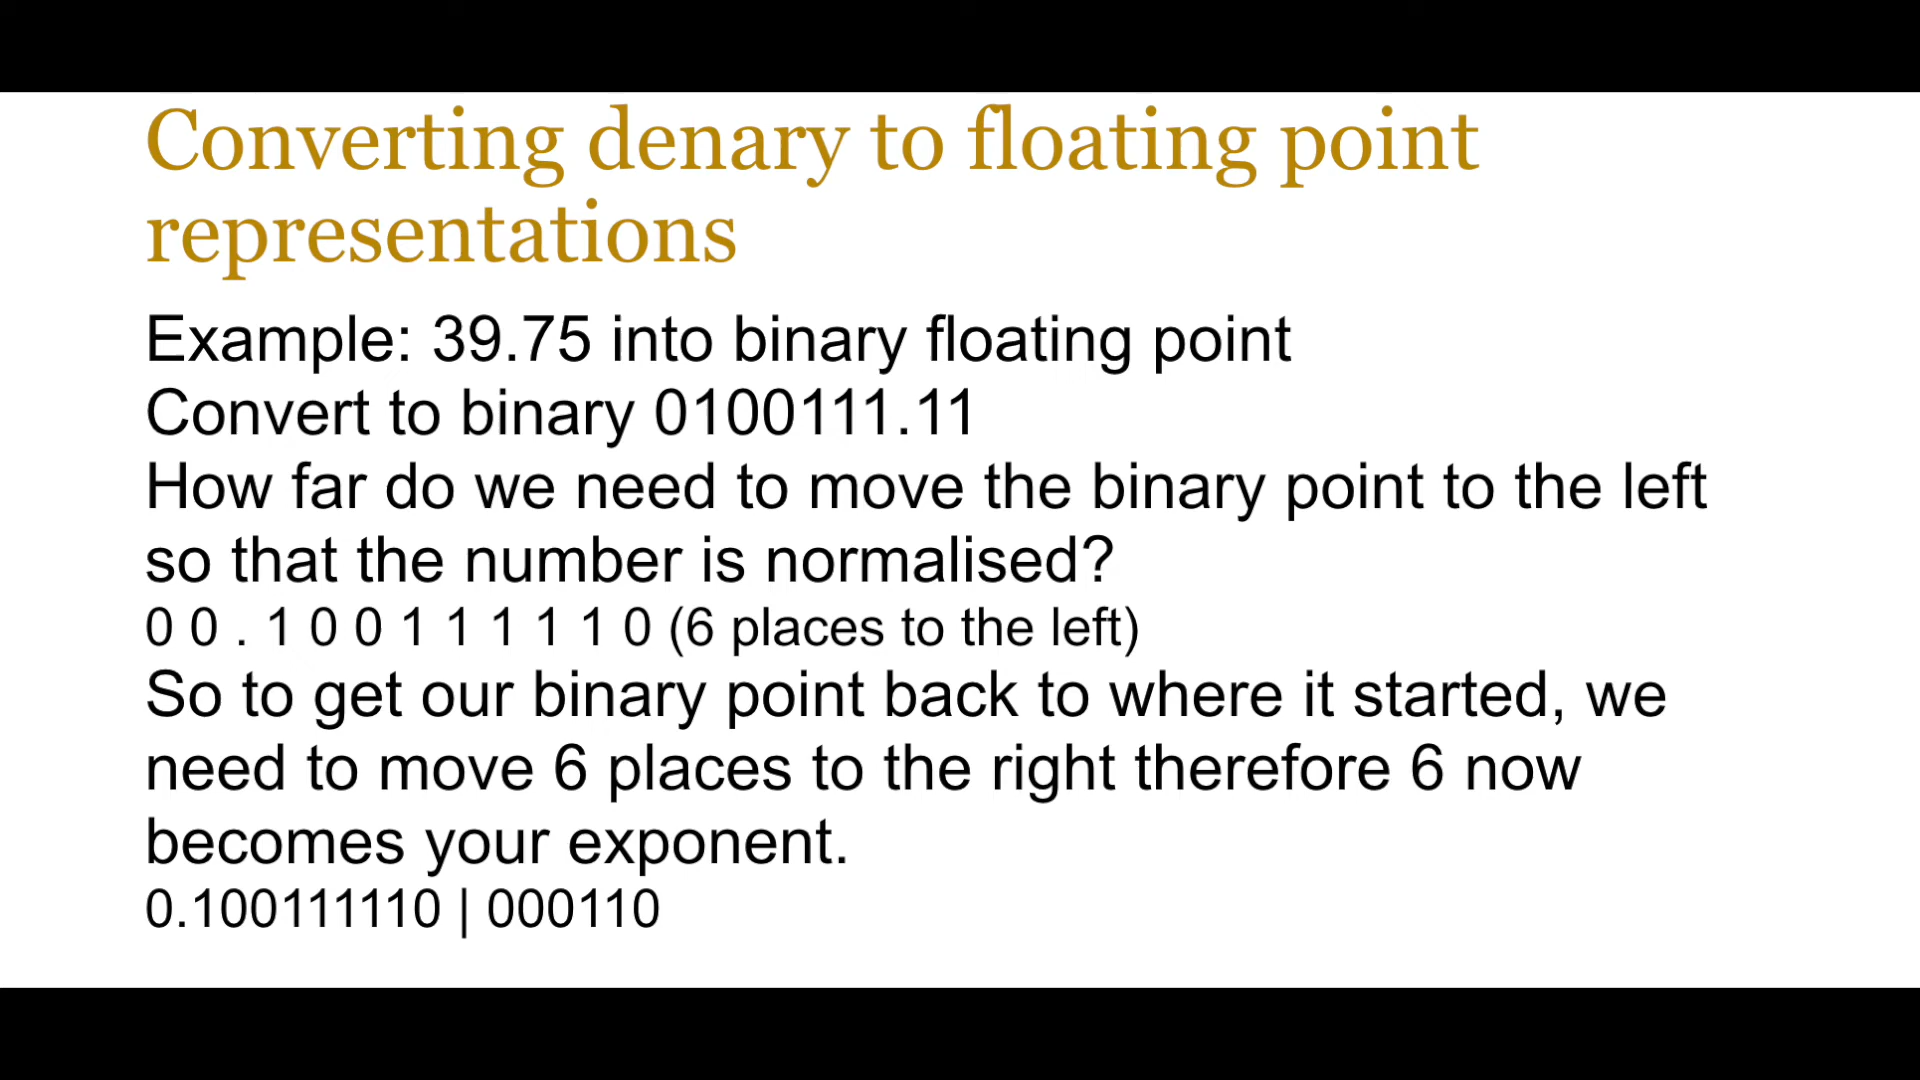 Converting denary to floating point
representations
Example: 39.75 into binary floating point
Convert to binary 0100111.11
How far do we need to move the binary point to the left
so that the number is normalised?
0 0 . 1 0 0 1 1 1 1 1 0 (6 places to the left)
So to get our binary point back to where it started, we
need to move 6 places to the right therefore 6 now
becomes your exponent.
0.100111110 | 000110